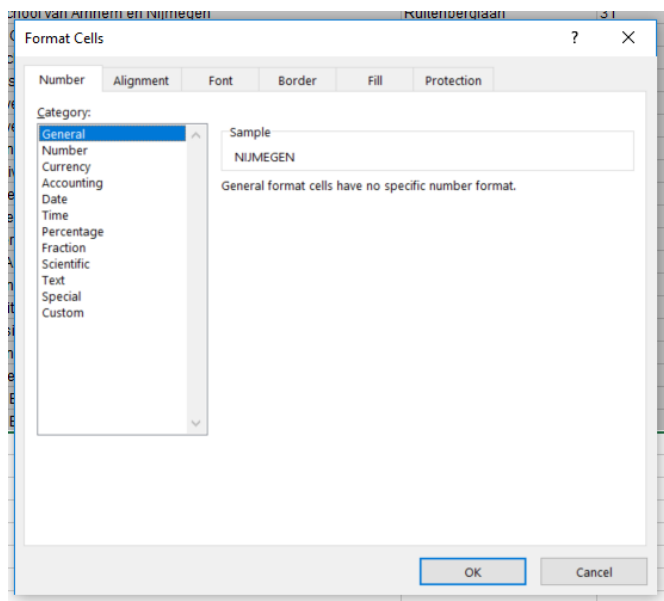 chool van Arnhem en Nijmegen Ruitenberglaan 31
Format Cells ? ×
Number Alignment Font Border Fill Protection
Category:
General
Number
Currency
Accounting
Date
Time
Percentage
Fraction
Scientific
Text
Special
Custom
Sample
NIJMEGEN
General format cells have no specific number format.
OK Cancel